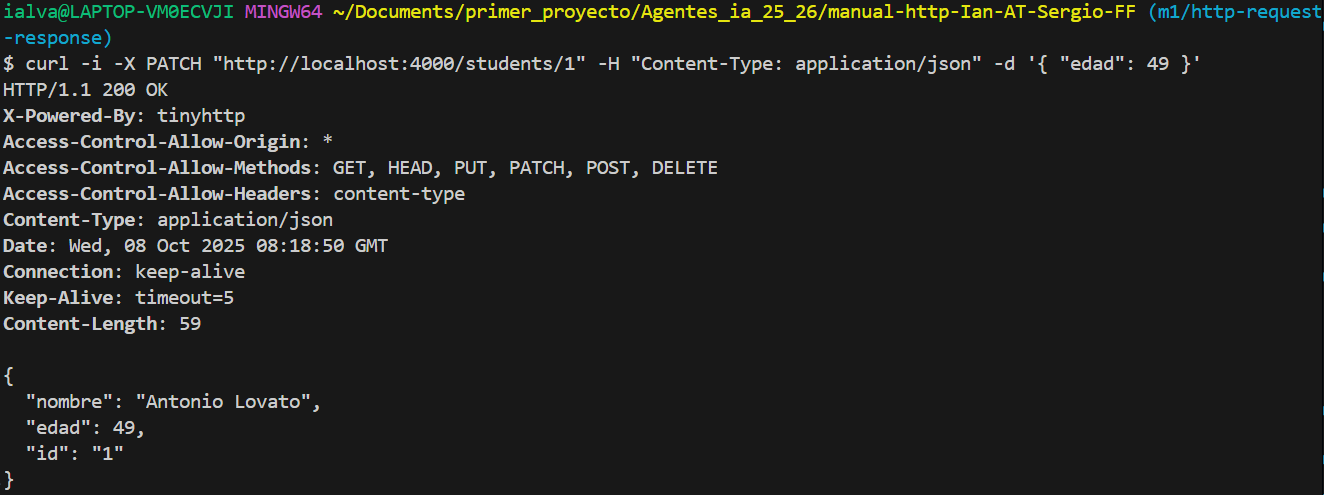 ialva@LAPTOP-VM0ECVJI MINGW64 ~/Documents/primer_proyecto/Agentes_ia_25_26/manual-http-Ian-AT-Sergio-FF (m1/http-request
-response)
$ curl -i -X PATCH "http://localhost:4000/students/1" -H "Content-Type: application/json" -d '{ "edad": 49 }'
HTTP/1.1 200 OK
X-Powered-By: tinyhttp
Access-Control-Allow-Origin: *
Access-Control-Allow-Methods: GET, HEAD, PUT, PATCH, POST, DELETE
Access-Control-Allow-Headers: content-type
Content-Type: application/json
Date: Wed, 08 Oct 2025 08:18:50 GMT
Connection: keep-alive
Keep-Alive: timeout=5
Content-Length: 59

{
  "nombre": "Antonio Lovato",
  "edad": 49,
  "id": "1"
}